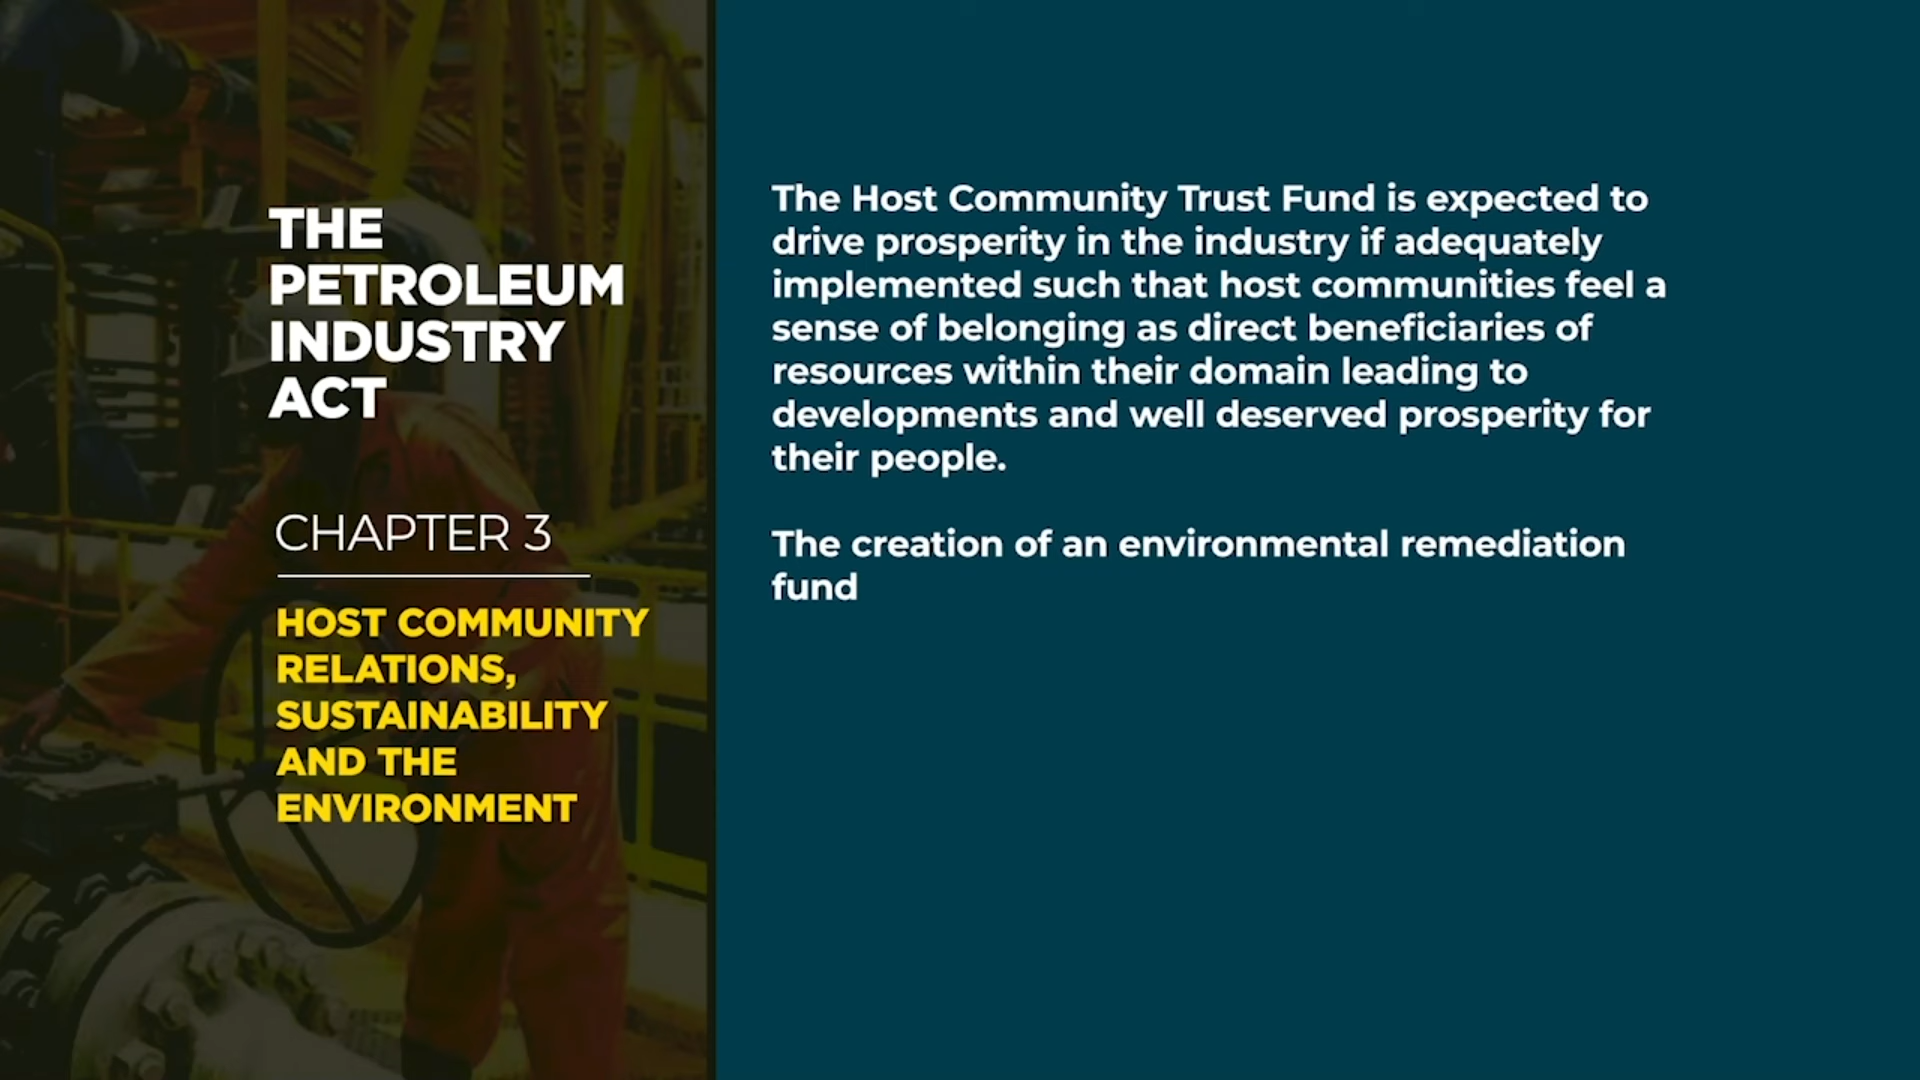 THE
PETROLEUM
INDUSTRY
ACT
CHAPTER 3
HOST COMMUNITY
RELATIONS,
SUSTAINABILITY
AND THE
ENVIRONMENT
The Host Community Trust Fund is expected to
drive prosperity in the industry if adequately
implemented such that host communities feel a
sense of belonging as direct beneficiaries of
resources within their domain leading to
developments and well deserved prosperity for
their people.
The creation of an environmental remediation
fund